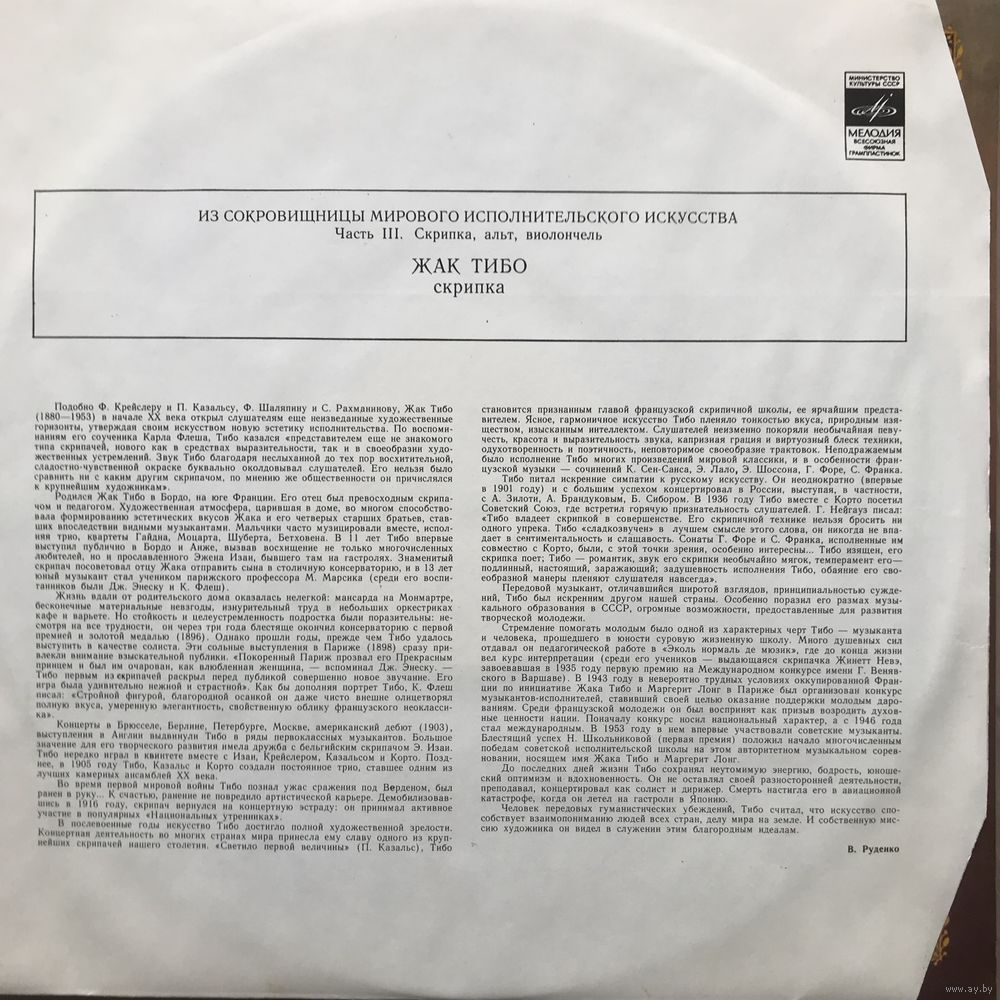 МИНИСТЕРСТВО
КУЛЬТУРЫ СССР
МЕЛОДИЯ
ВСЕСОЮЗНАЯ
ФИРМА
ГРАМПЛАСТИНОК
ИЗ СОКРОВИЩНИЦЫ МИРОВОГО ИСПОЛНИТЕЛЬСКОГО ИСКУССТВА
Часть III. Скрипка, альт, виолончель
ЖАК ТИБО
скрипка
Подобно Ф. Крейслеру и П. Казальсу, Ф. Шаляпину и С. Рахманинову, Жак Тибо
(1880—1953) в начале XX века открыл слушателям еще неизведанные художественные
горизонты, утверждая своим искусством новую эстетику исполнительства. По воспоми-
наниям его соученика Карла Флеша, Тибо казался «представителем еще не знакомого
типа скрипачей, нового как в средствах выразительности, так и в своеобразии худо-
жественных устремлений. Звук Тибо благодаря неслыханной до тех пор восхитительной,
сладостно-чувственной окраске буквально околдовывал слушателей. Его нельзя было
сравнить ни с каким другим скрипачом, по мнению же общественности он причислялся
к крупнейшим художникам».
Родился Жак Тибо в Бордо, на юге Франции. Его отец был превосходным скрипа-
чом и педагогом. Художественная атмосфера, царившая в доме, во многом способство-
вала формированию эстетических вкусов Жака и его четверых старших братьев, став-
ших впоследствии видными музыкантами. Мальчики часто музицировали вместе, испол-
няя трио, квартеты Гайдна, Моцарта, Шуберта, Бетховена. В 11 лет Тибо впервые
выступил публично в Бордо и Анже, вызвав восхищение не только многочисленных
любителей, но и прославленного Эжена Изаи, бывшего там на гастролях. Знаменитый
скрипач посоветовал отцу Жака отправить сына в столичную консерваторию, и в 13 лет
юный музыкант стал учеником парижского профессора М. Марсика (среди его воспи-
танников были Дж. Энеску и К. Флеш).
Жизнь вдали от родительского дома оказалась нелегкой: мансарда на Монмартре,
бесконечные материальные невзгоды, изнурительный труд в небольших оркестриках
кафе и варьете. Но стойкость и целеустремленность подростка были поразительны: не-
смотря на все трудности, он через три года блестяще окончил консерваторию с первой
премией и золотой медалью (1896). Однако прошли годы, прежде чем Тибо удалось
выступить в качестве солиста. Эти сольные выступления в Париже (1898) сразу при-
влекли внимание взыскательной публики. «Покоренный Париж прозвал его Прекрасным
принцем и был им очарован, как влюбленная женщина, — вспоминал Дж. Энеску. —
Тибо первым из скрипачей раскрыл перед публикой совершенно новое звучание. Его
игра была удивительно нежной и страстной». Как бы дополняя портрет Тибо, К. Флеш
писал: «Стройной фигурой, благородной осанкой он даже чисто внешне олицетворял
полную вкуса, умеренную элегантность, свойственную облику французского неокласси-
ка».
Концерты в Брюсселе, Берлине, Петербурге, Москве, американский дебют (1903),
выступления в Англии выдвинули Тибо в ряды первоклассных музыкантов. Большое
значение для его творческого развития имела дружба с бельгийским скрипачом Э. Изаи.
Тибо нередко играл в квинтете вместе с Изаи, Крейслером, Казальсом и Корто. Позд-
нее, в 1905 году Тибо, Казальс и Корто создали постоянное трио, ставшее одним из
лучших камерных ансамблей XX века.
Во время первой мировой войны Тибо познал ужас сражения под Верденом, был
ранен в руку... К счастью, ранение не повредило артистической карьере. Демобилизовав-
шись в 1916 году, скрипач вернулся на концертную эстраду: он принимал активное
участие в популярных «Национальных утренниках».
В послевоенные годы искусство Тибо достигло полной художественной зрелости.
Концертная деятельность во многих странах мира принесла ему славу одного из круп-
нейших скрипачей нашего столетия. «Светило первой величины» (П. Казальс), Тибо
становится признанным главой французской скрипичной школы, ее ярчайшим предста-
вителем. Ясное, гармоничное искусство Тибо пленяло тонкостью вкуса, природным изя-
ществом, изысканным интеллектом. Слушателей неизменно покоряли необычайная пев-
учесть, красота и выразительность звука, капризная грация и виртуозный блеск техники,
одухотворенность и поэтичность, неповторимое своеобразие трактовок. Неподражаемым
было исполнение Тибо многих произведений мировой классики, и в особенности фран-
цузской музыки — сочинений К. Сен-Санса, Э. Лало, Э. Шоссона, Г. Форе, С. Франка.
Тибо питал искренние симпатии к русскому искусству. Он неоднократно (впервые
в 1901 году) и с большим успехом концертировал в России, выступая, в частности,
с А. Зилоти, А. Брандуковым, Б. Сибором. В 1936 году Тибо вместе с Корто посетил
Советский Союз, где встретил горячую признательность слушателей. Г. Нейгауз писал:
«Тибо владеет скрипкой в совершенстве. Его скрипичной технике нельзя бросить ни
одного упрека. Тибо «сладкозвучен» в лучшем смысле этого слова, он никогда не впа-
дает в сентиментальность и слащавость. Сонаты Г. Форе и С. Франка, исполненные им
совместно с Корто, были, с этой точки зрения, особенно интересны... Тибо изящен, его
скрипка поет; Тибо — романтик, звук его скрипки необычайно мягок, темперамент его—
подлинный, настоящий, заражающий; задушевность исполнения Тибо, обаяние его сво-
еобразной манеры пленяют слушателя навсегда».
Передовой музыкант, отличавшийся широтой взглядов, принципиальностью сужде-
ний, Тибо был искренним другом нашей страны. Особенно поразил его размах музы-
кального образования в СССР, огромные возможности, предоставленные для развития
творческой молодежи.
Стремление помогать молодым было одной из характерных черт Тибо — музыканта
и человека, прошедшего в юности суровую жизненную школу. Много душевных сил
отдавал он педагогической работе в «Эколь нормаль де мюзик», где до конца жизни
вел курс интерпретации (среди его учеников — выдающаяся скрипачка Жинетт Невэ,
завоевавшая в 1935 году первую премию на Международном конкурсе имени Г. Веняв-
ского в Варшаве). В 1943 году в невероятно трудных условиях оккупированной Фран-
ции по инициативе Жака Тибо и Маргерит Лонг в Париже был организован конкурс
музыкантов-исполнителей, ставивший своей целью оказание поддержки молодым даро-
ваниям. Среди французской молодежи он был воспринят как призыв возродить духов-
ные ценности нации. Поначалу конкурс носил национальный характер, а с 1946 года
стал международным. В 1953 году в нем впервые участвовали советские музыканты.
Блестящий успех Н. Школьниковой (первая премия) положил начало многочисленным
победам советской исполнительской школы на этом авторитетном музыкальном сорев-
новании, носящем имя Жака Тибо и Маргерит Лонг.
До последних дней жизни Тибо сохранял неутомимую энергию, бодрость, юноше-
ский оптимизм и вдохновенность. Он не оставлял своей разносторонней деятельности,
преподавал, концертировал как солист и дирижер. Смерть настигла его в авиационной
катастрофе, когда он летел на гастроли в Японию.
Человек передовых гуманистических убеждений, Тибо считал, что искусство спо-
собствует взаимопониманию людей всех стран, делу мира на земле. И собственную мис-
сию художника он видел в служении этим благородным идеалам.
В. Руденко
www.ay.by